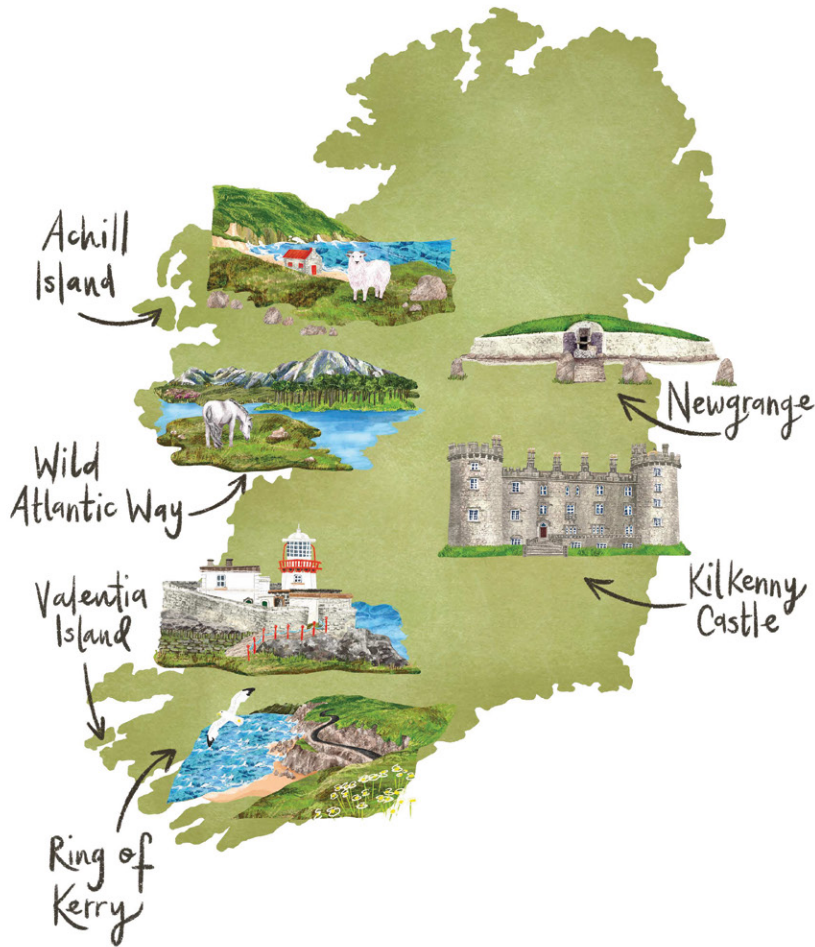 Achill
Island
Newgrange
Wild
Atlantic Way
Valentia
Island
Kilkenny
Castle
Ring of
Kerry